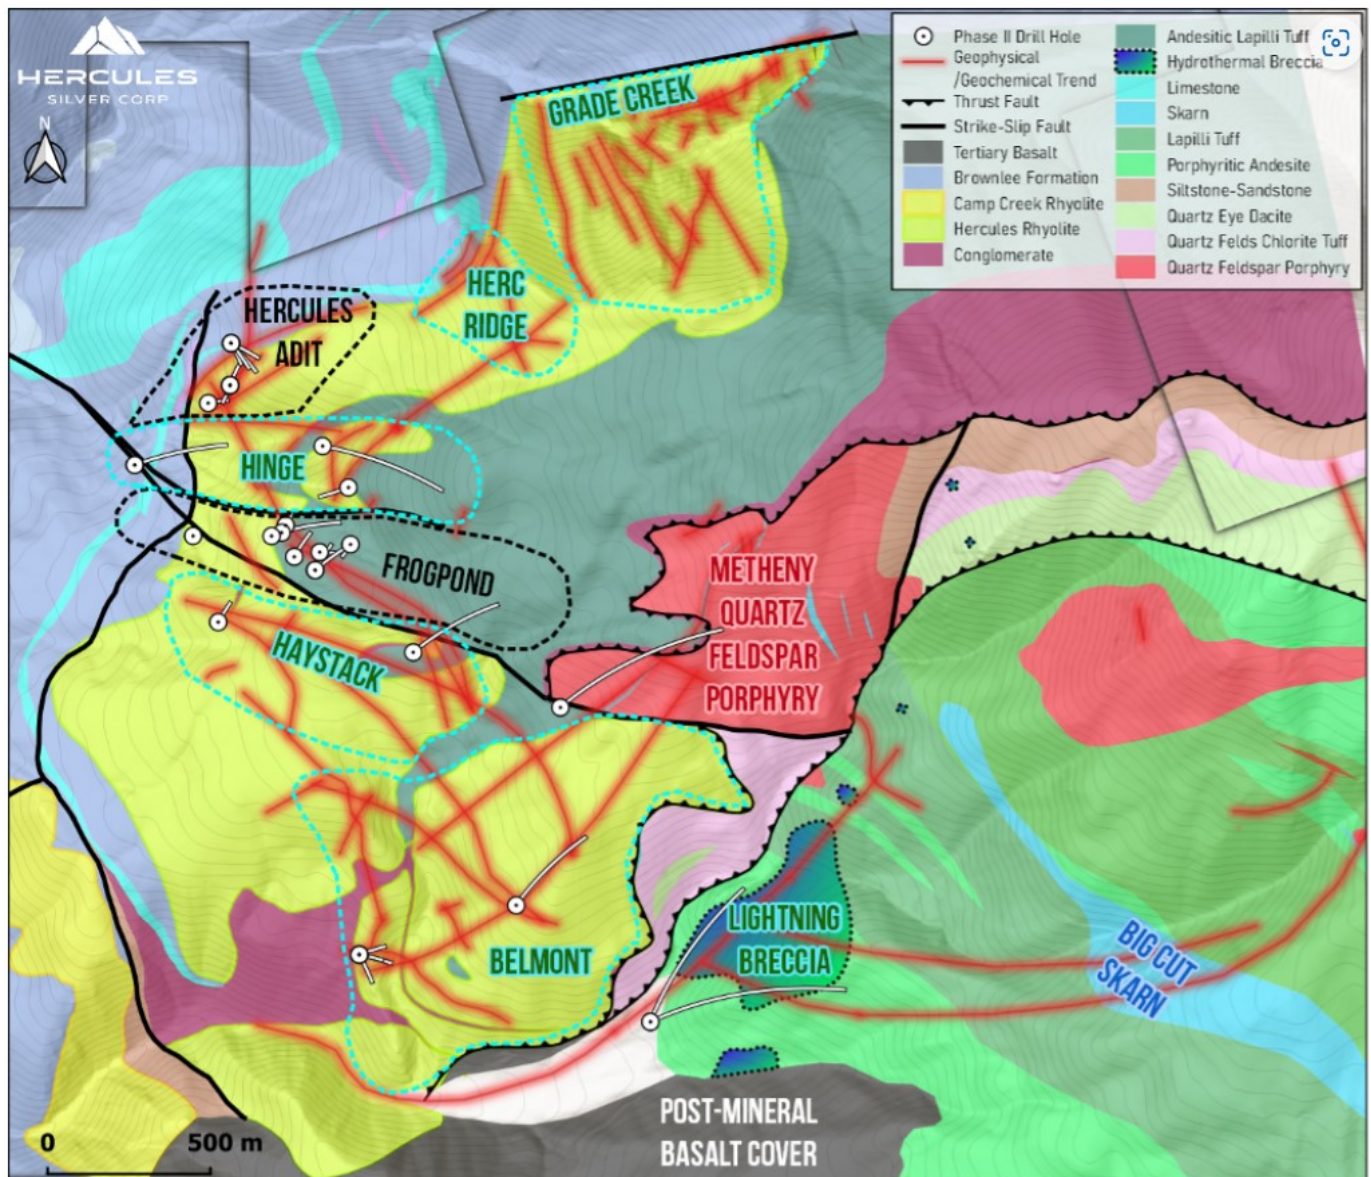 HERCULES
SILVER CORP
N
GRADE CREEK
HERC
RIDGE
HERCULES
ADIT
HINGE
FROGPOND
HAYSTACK
METHENY
QUARTZ
FELDSPAR
PORPHYRY
BELMONT
LIGHTNING
BRECCIA
BIG CUT
SKARN
POST-MINERAL
BASALT COVER
0 500 m
Phase II Drill Hole
Geophysical
/Geochemical Trend
Thrust Fault
Strike-Slip Fault
Tertiary Basalt
Brownlee Formation
Camp Creek Rhyolite
Hercules Rhyolite
Conglomerate
Andesitic Lapilli Tuff
Hydrothermal Breccia
Limestone
Skarn
Lapilli Tuff
Porphyritic Andesite
Siltstone-Sandstone
Quartz Eye Dacite
Quartz Felds Chlorite Tuff
Quartz Feldspar Porphyry